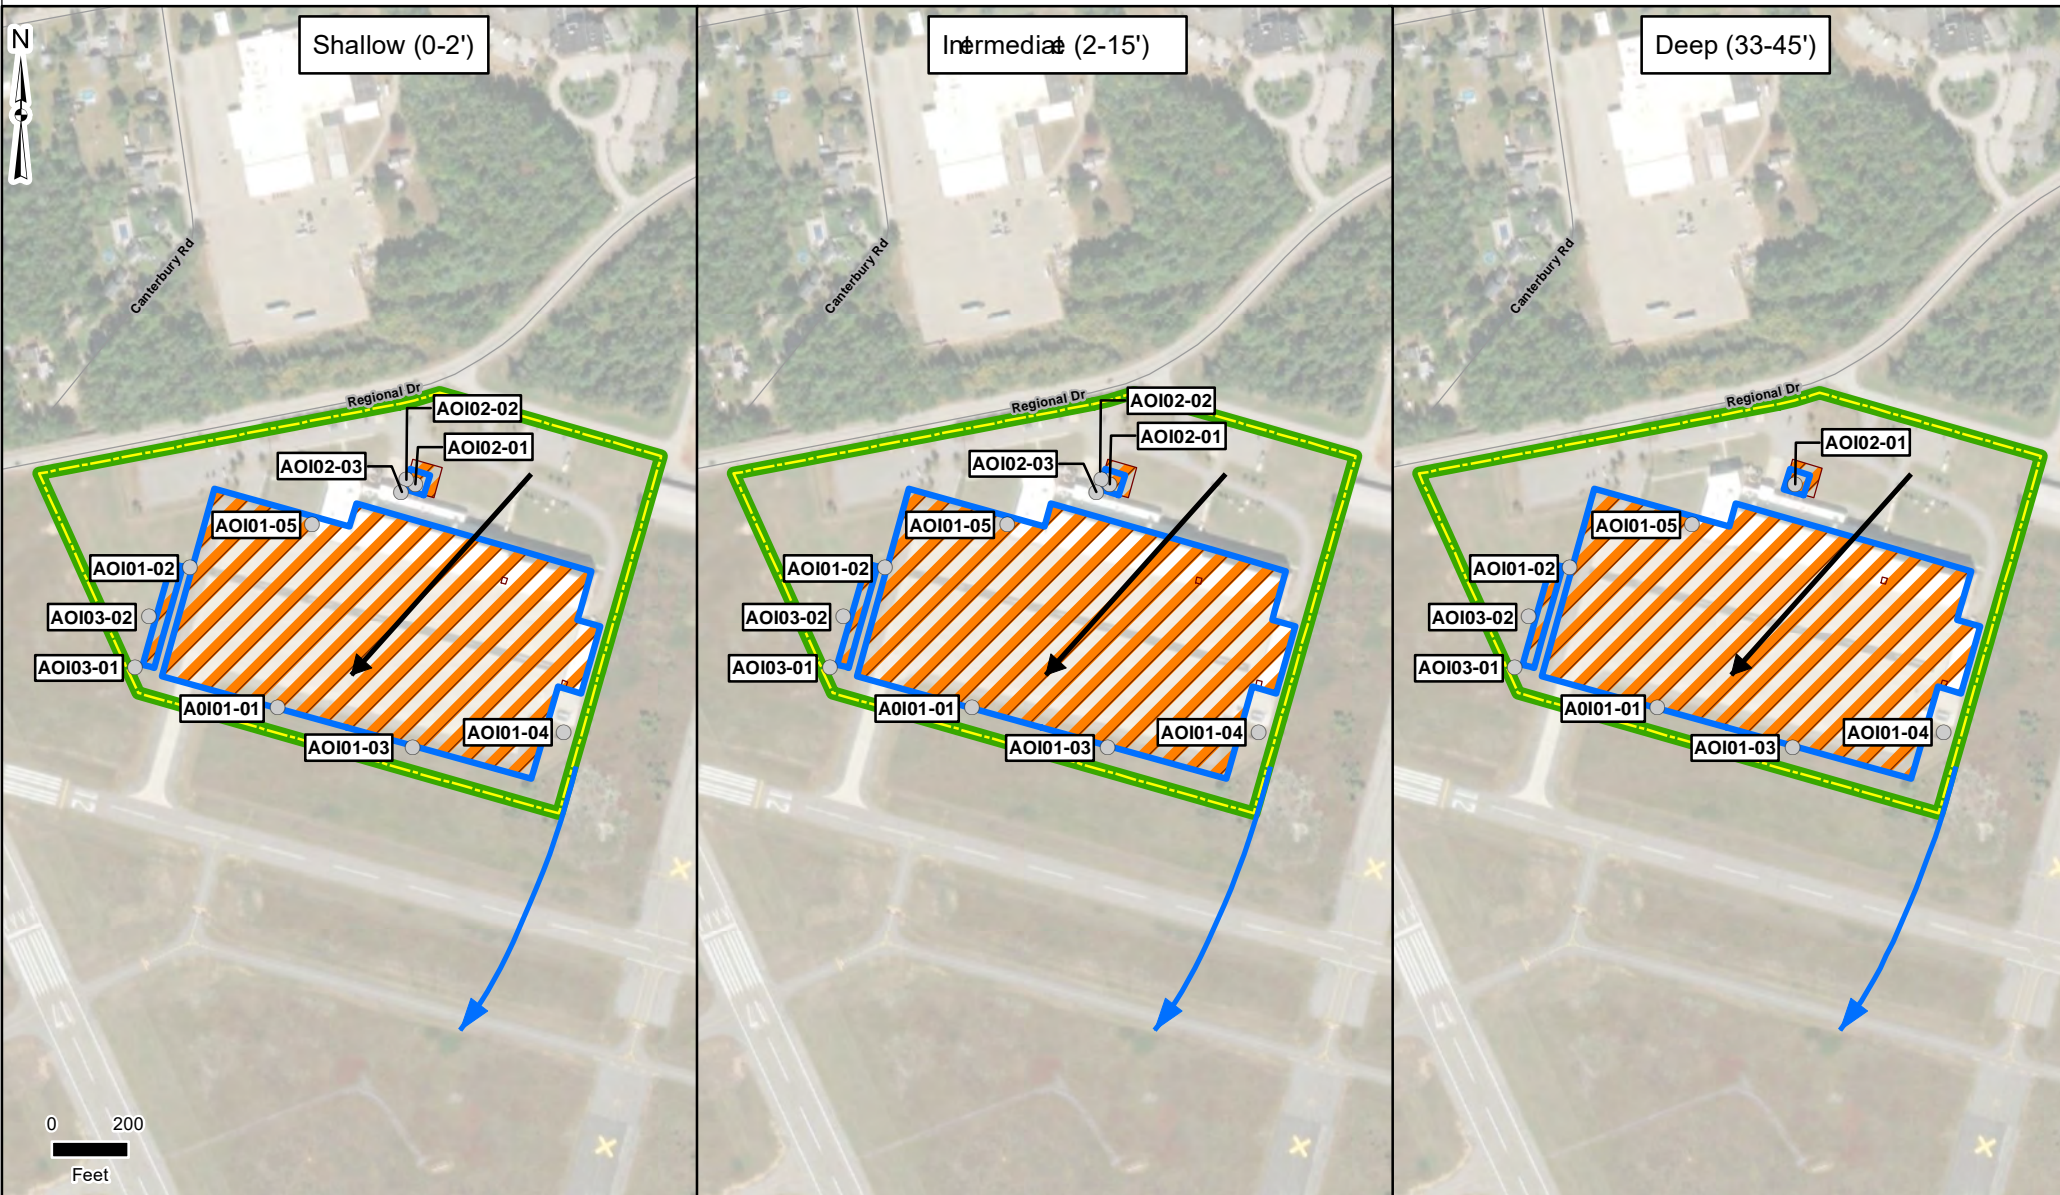 N
Shallow (0-2')
Canterbury Rd
Regional Dr
AOI02-02
AOI02-01
AOI02-03
AOI01-05
AOI01-02
AOI03-02
AOI03-01
A0I01-01
AOI01-03
AOI01-04
0 200
Feet
Intermediate (2-15')
Canterbury Rd
Regional Dr
AOI02-02
AOI02-01
AOI02-03
AOI01-05
AOI01-02
AOI03-02
AOI03-01
A0I01-01
AOI01-03
AOI01-04
Deep (33-45')
Canterbury Rd
Regional Dr
AOI02-01
AOI01-05
AOI01-02
AOI03-02
AOI03-01
A0I01-01
AOI01-03
AOI01-04